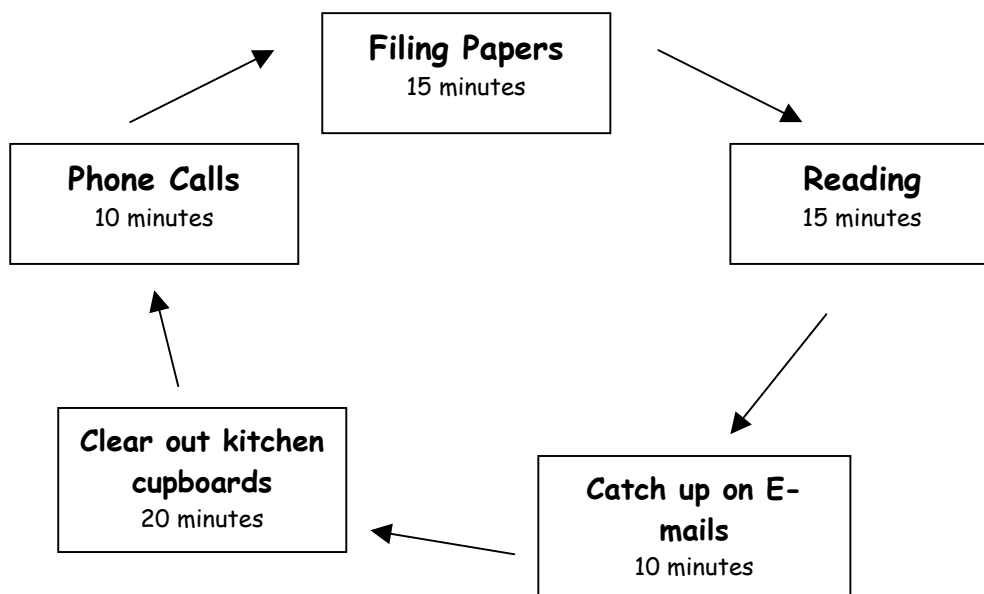 Filing Papers
15 minutes
Phone Calls
10 minutes
Reading
15 minutes
Clear out kitchen
cupboards
20 minutes
Catch up on E-
mails
10 minutes